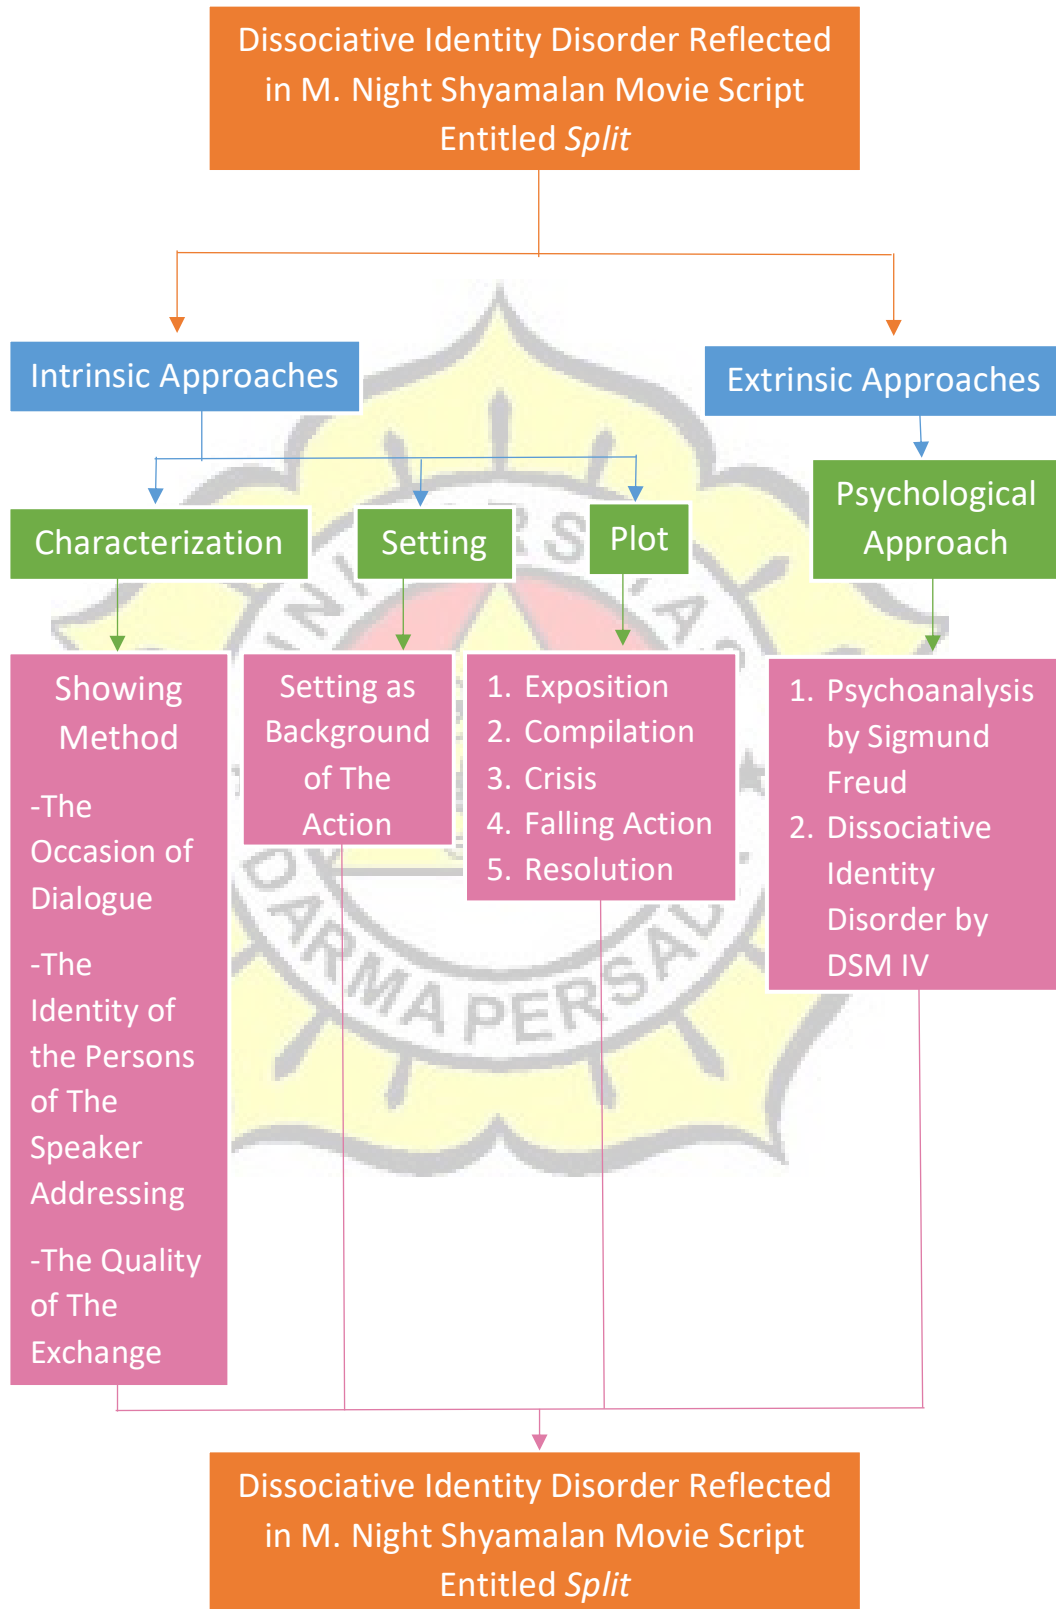 Dissociative Identity Disorder Reflected
in M. Night Shyamalan Movie Script
Entitled Split
Intrinsic Approaches
Extrinsic Approaches
Characterization
Setting
Plot
Psychological
Approach
Showing
Method
-The
Occasion of
Dialogue
-The
Identity of
the Persons
of The
Speaker
Addressing
-The Quality
of The
Exchange
Setting as
Background
of The
Action
1. Exposition
2. Compilation
3. Crisis
4. Falling Action
5. Resolution
1. Psychoanalysis
by Sigmund
Freud
2. Dissociative
Identity
Disorder by
DSM IV
DARMA PERSADA
Dissociative Identity Disorder Reflected
in M. Night Shyamalan Movie Script
Entitled Split